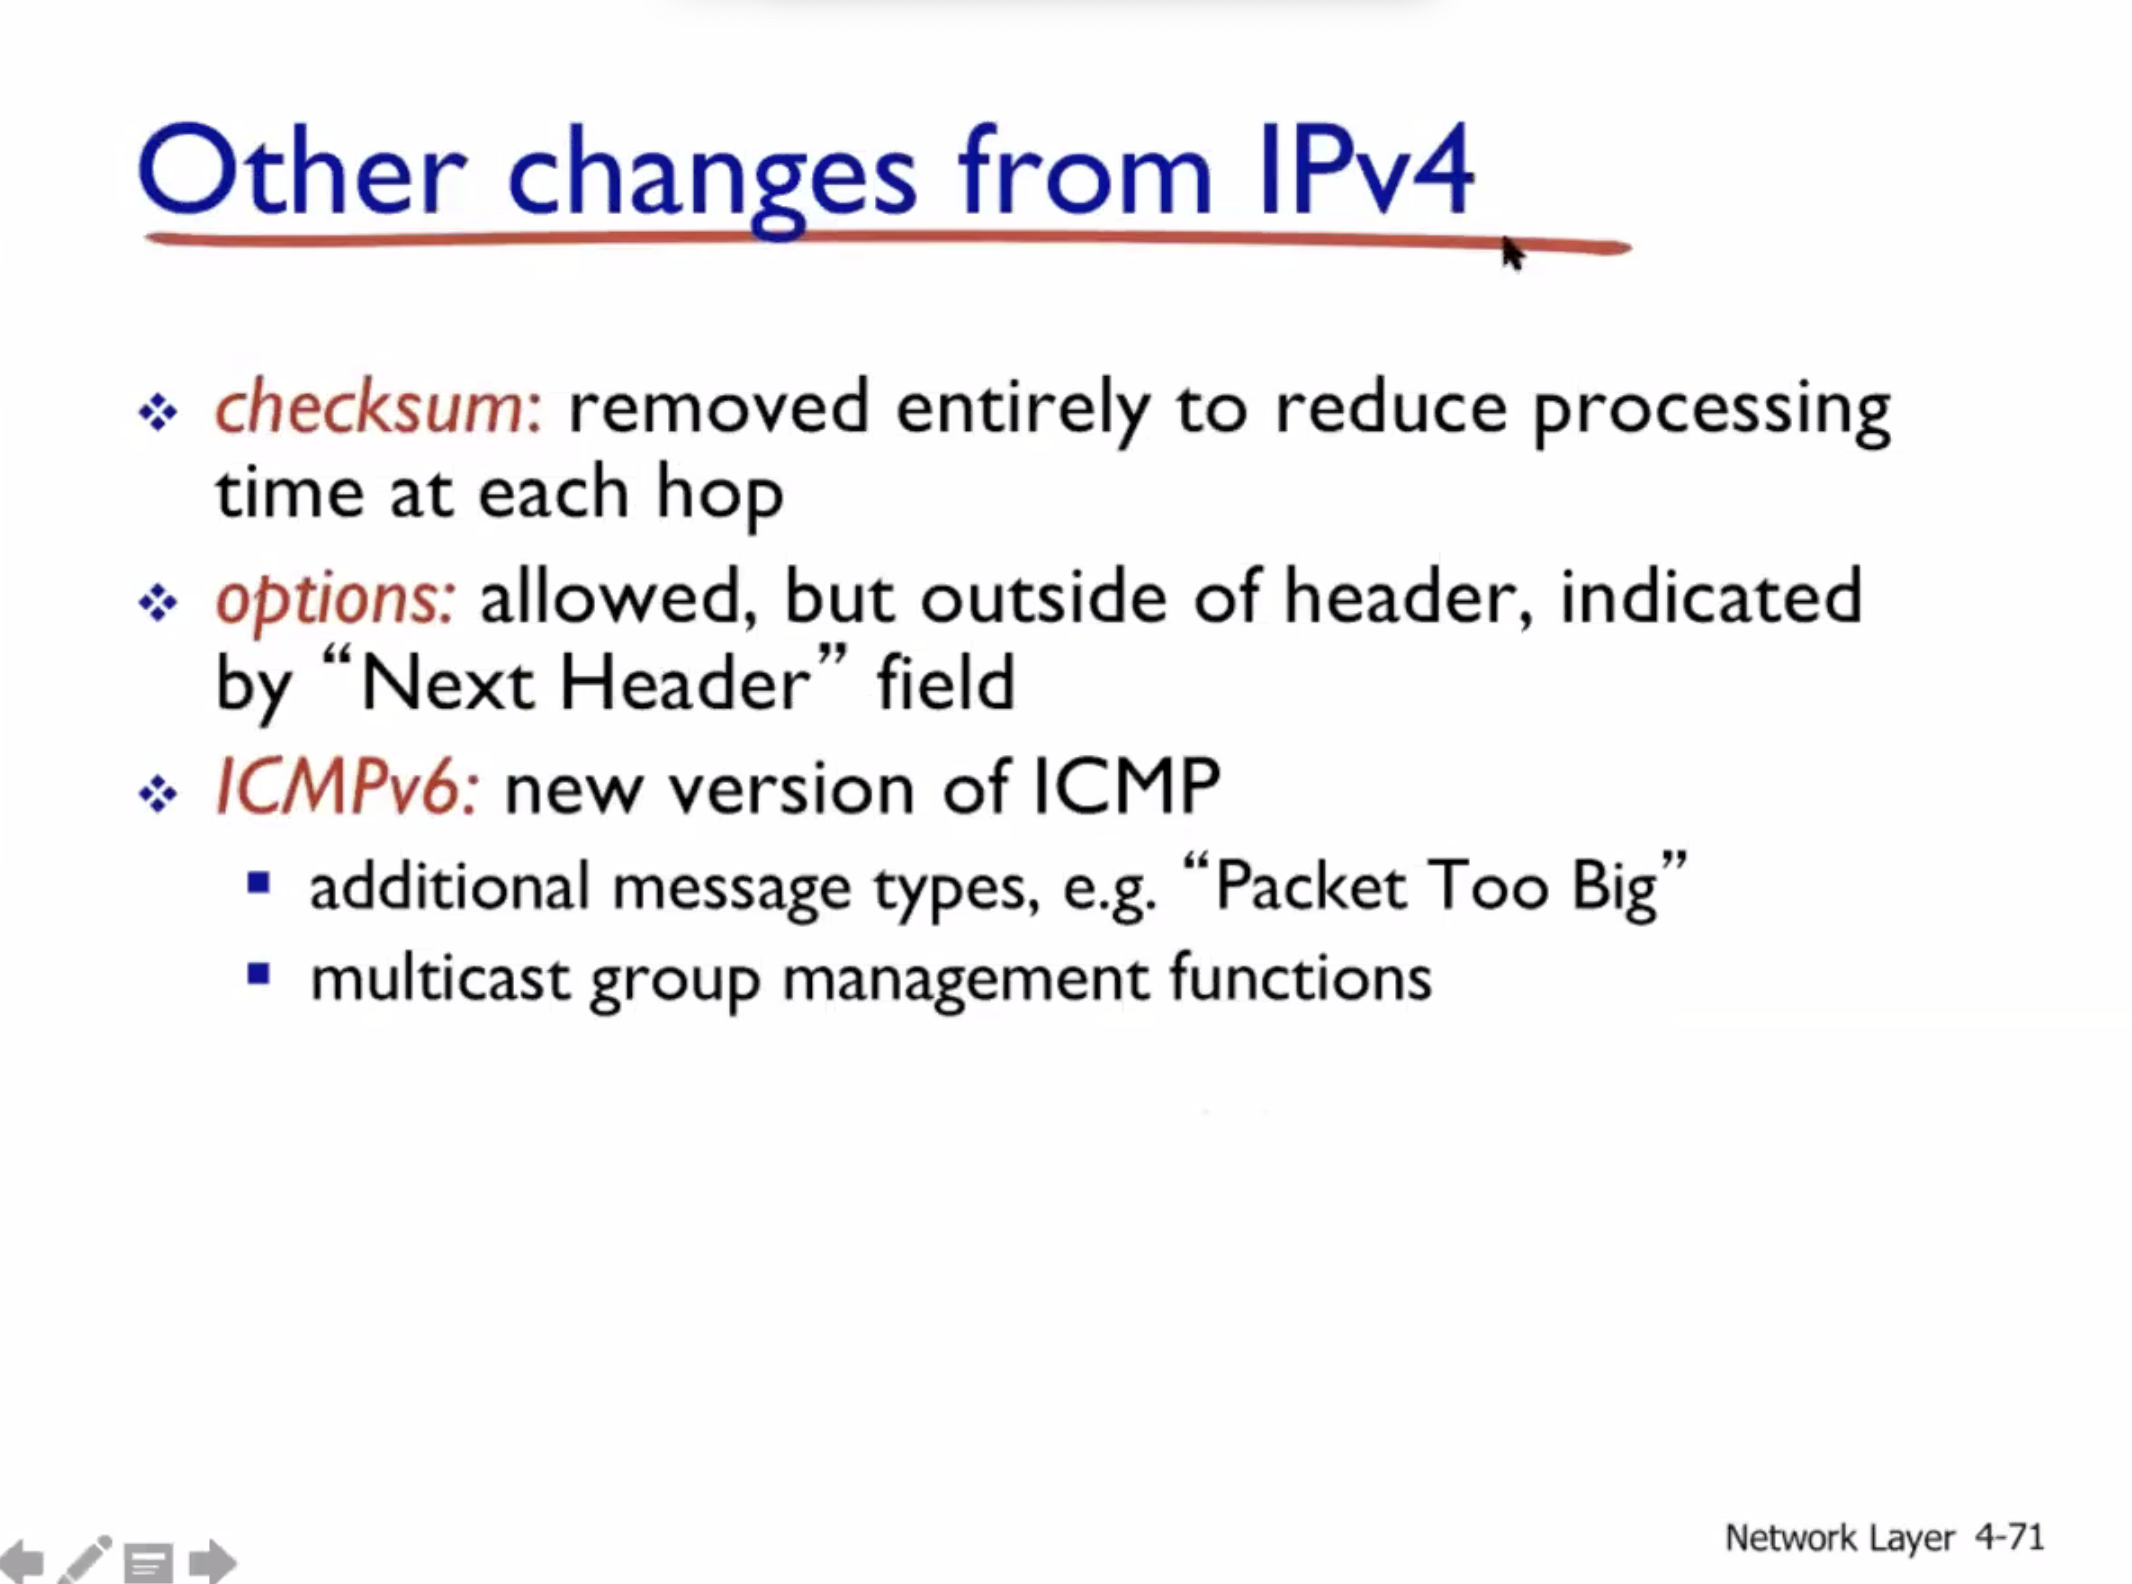 Other changes from IPv4
checksum: removed entirely to reduce processing
time at each hop
options: allowed, but outside of header, indicated
by “Next Header” field
ICMPv6: new version of ICMP
additional message types, e.g. “Packet Too Big”
multicast group management functions
Network Layer 4-71